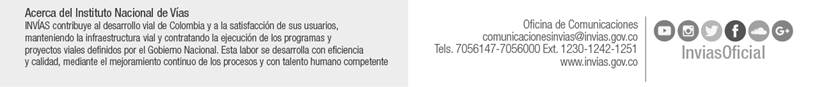 Acerca del Instituto Nacional de Vías
INVÍAS contribuye al desarrollo vial de Colombia y a la satisfacción de sus usuarios,
manteniendo la infraestructura vial y contratando la ejecución de los programas y
proyectos viales definidos por el Gobierno Nacional. Esta labor se desarrolla con eficiencia
y calidad, mediante el mejoramiento continuo de los procesos y con talento humano competente
Oficina de Comunicaciones
comunicacionesinvias@invias.gov.co
Tels. 7056147-7056000 Ext. 1230-1242-1251
www.invias.gov.co
InviasOficial